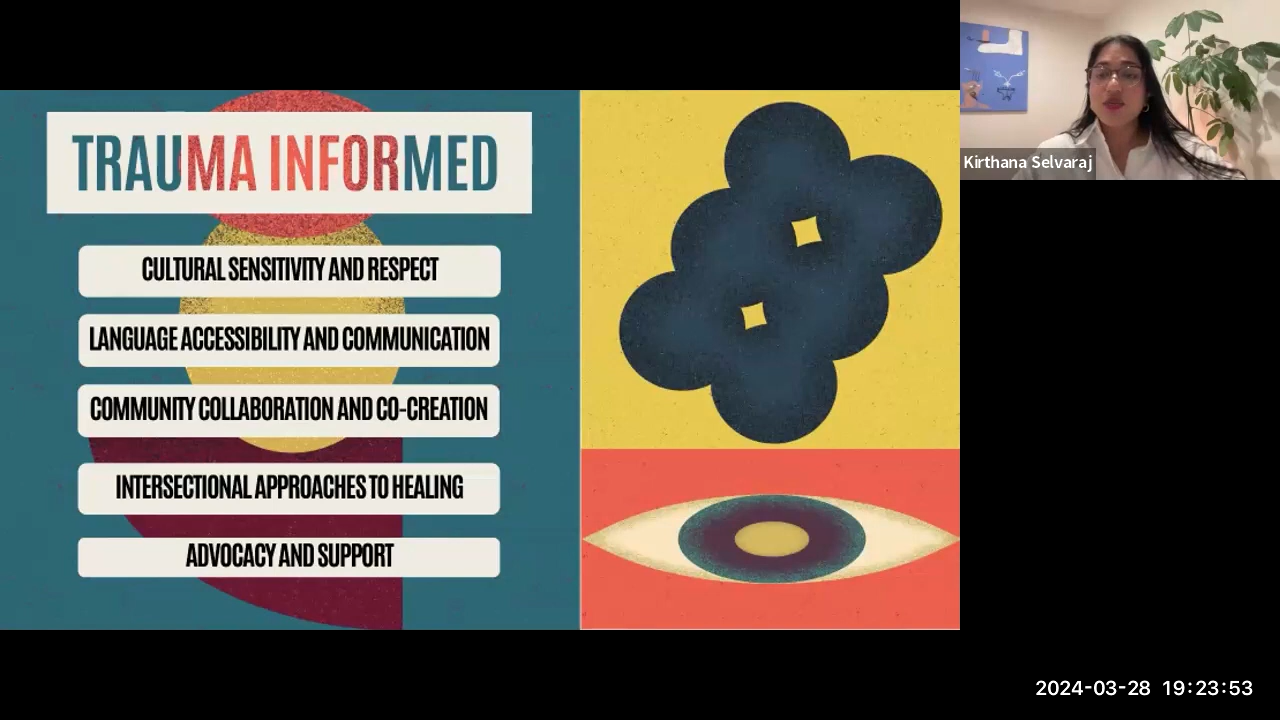 TRAUMA INFORMED
CULTURAL SENSITIVITY AND RESPECT
LANGUAGE ACCESSIBILITY AND COMMUNICATION
COMMUNITY COLLABORATION AND CO-CREATION
INTERSECTIONAL APPROACHES TO HEALING
ADVOCACY AND SUPPORT
Kirthana Selvaraj
2024-03-28 19:23:53